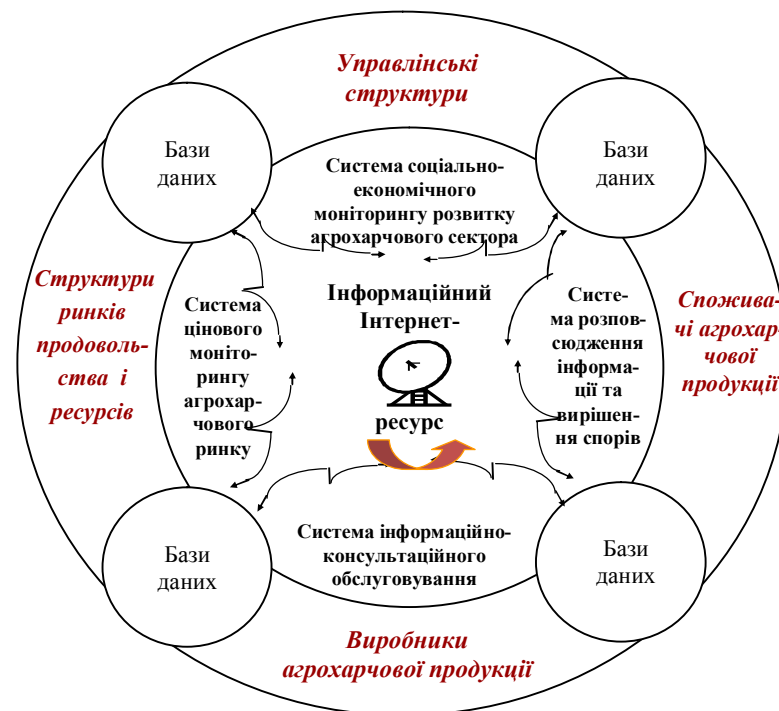 Управлінські
структури
Бази
даних
Бази
даних
Система соціально-
економічного
моніторингу розвитку
агрохарчового сектора
Структури
ринків
продоволь-
ства і
ресурсів
Система
цінового
моніто-
рингу
агрохар-
чового
ринку
Інформаційний
Інтернет-
ресурс
Систе-
ма розпов-
сюдження
інформа-
ції та
вирішен-
ня спорів
Спожива-
чі агрохар-
чової
продукції
Система інформаційно-
консультаційного
обслуговування
Бази
даних
Бази
даних
Виробники
агрохарчової продукції